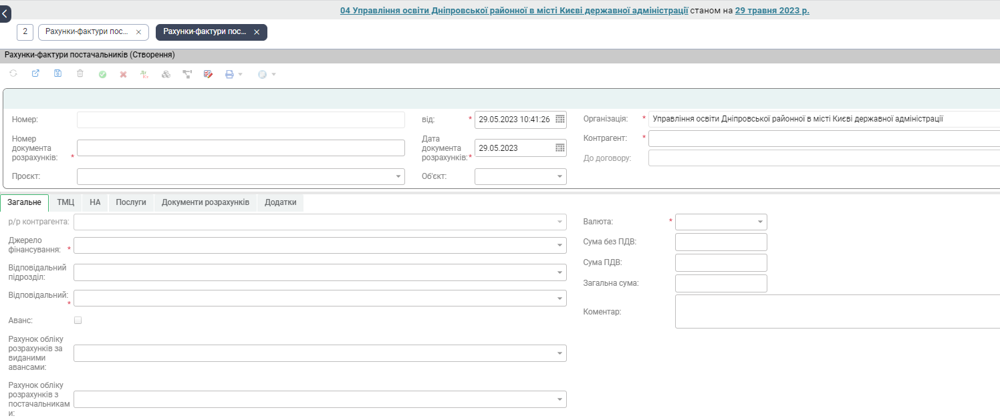 04 Управління освіти Дніпровської районної в місті Києві державної адміністрації станом на 29 травня 2023 р.
2 Рахунки-фактури пос... Рахунки-фактури пос...
Рахунки-фактури постачальників (Створення)
Номер:
від: * 29.05.2023 10:41:26
Організація: * Управління освіти Дніпровської районної в місті Києві державної адміністрації
Номер
документа
розрахунків: *
Дата
документа
розрахунків: * 29.05.2023
Контрагент: *
До договору:
Проєкт:
Об'єкт:
Загальне ТМЦ НА Послуги Документи розрахунків Додатки
р/р контрагента:
Валюта: *
Джерело
фінансування: *
Сума без ПДВ:
Сума ПДВ:
Відповідальний
підрозділ:
Загальна сума:
Відповідальний:
*
Коментар:
Аванс:
Рахунок обліку
розрахунків за
виданими
авансами:
Рахунок обліку
розрахунків з
постачальникам
и: